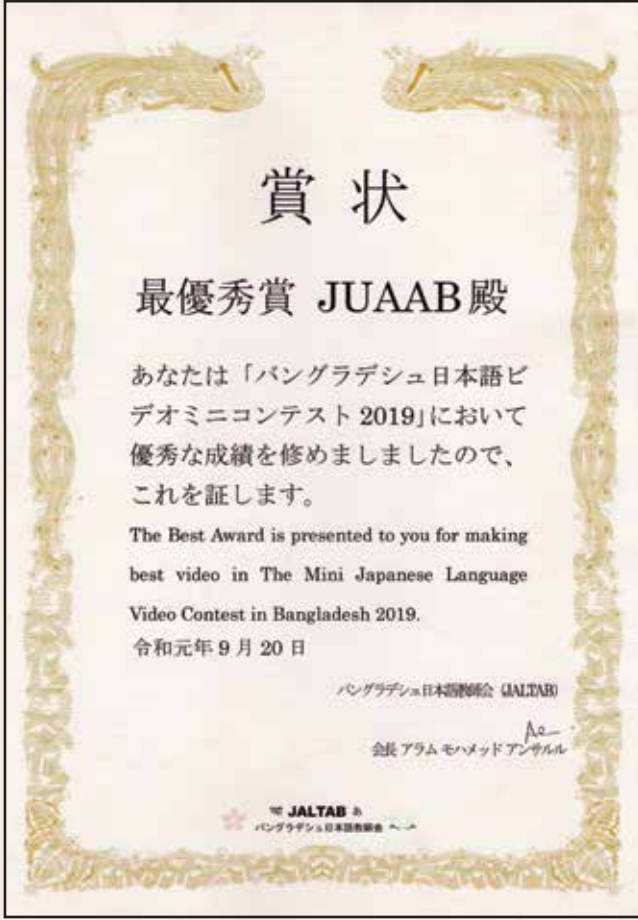 賞 状
最優秀賞 JUAAB殿
あなたは「バングラデシュ日本語ビ
デオミニコンテスト 2019」において
優秀な成績を修めましましたので、
これを証します。
The Best Award is presented to you for making
best video in The Mini Japanese Language
Video Contest in Bangladesh 2019.
令和元年 9 月 20 日
バングラデシュ日本語教師会 (JALTAB)
会長 アラム モハメッド アンサルル
JALTAB あ
バングラデシュ日本語教師会